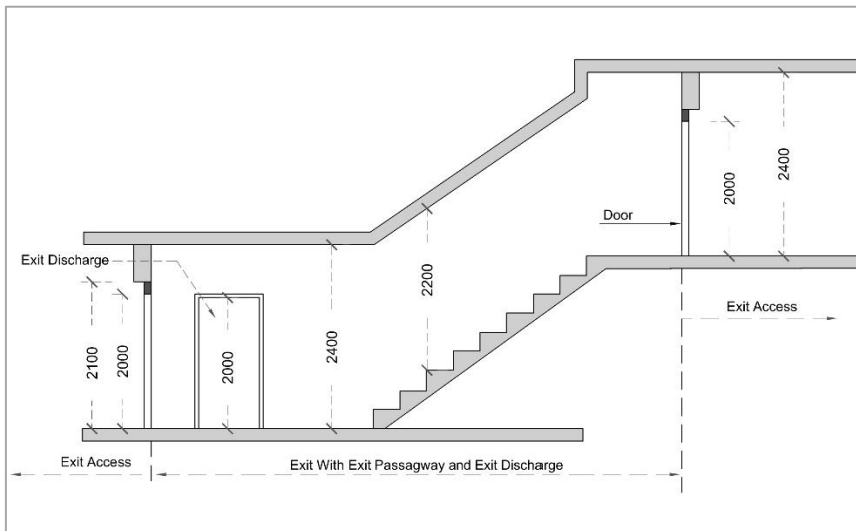 2000
2400
Door
Exit Discharge
2200
Exit Access
2100
2000
2000
2400
Exit Access
Exit With Exit Passagway and Exit Discharge